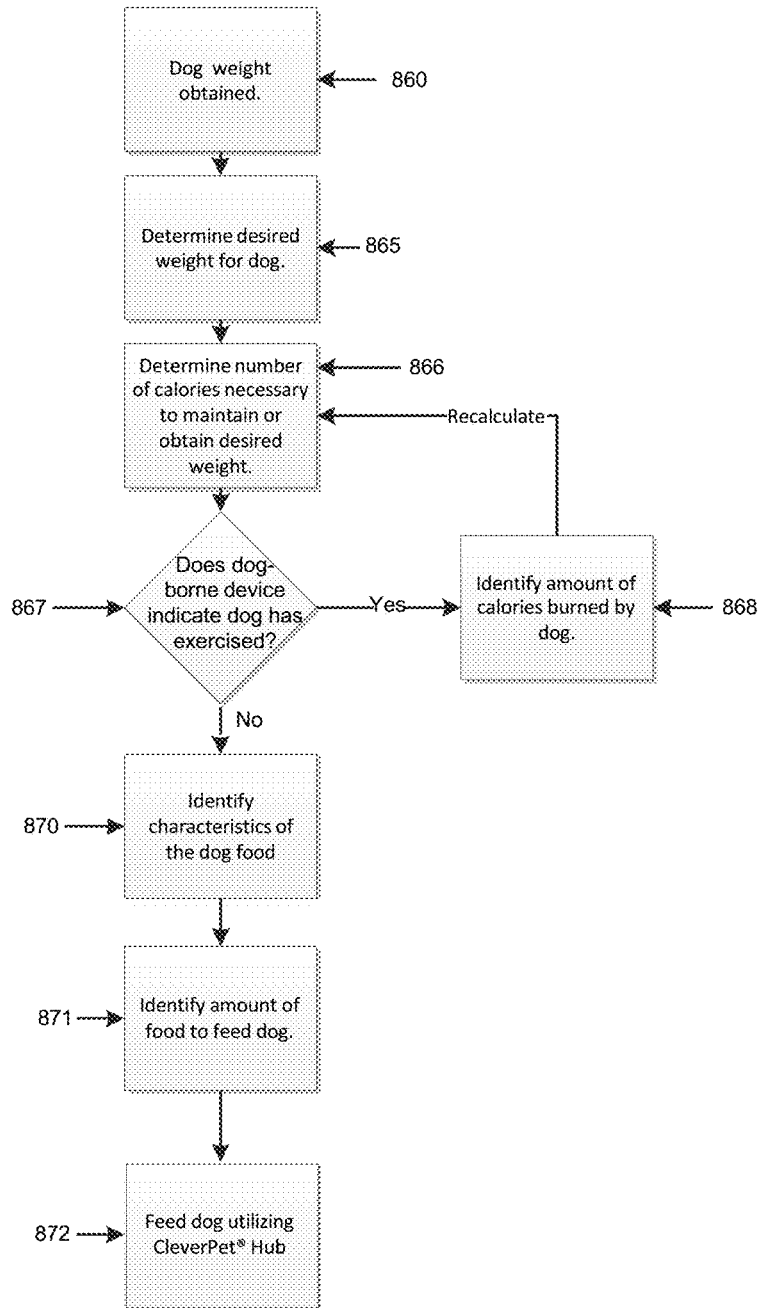 Dog weight
obtained.
860
Determine desired
weight for dog.
865
Determine number
of calories necessary
to maintain or
obtain desired
weight.
866
Recalculate
Does dog-
borne device
indicate dog has
exercised?
867
Yes
Identify amount of
calories burned by
dog.
868
No
Identify
characteristics of
the dog food
870
Identify amount of
food to feed dog.
871
Feed dog utilizing
CleverPet® Hub
872